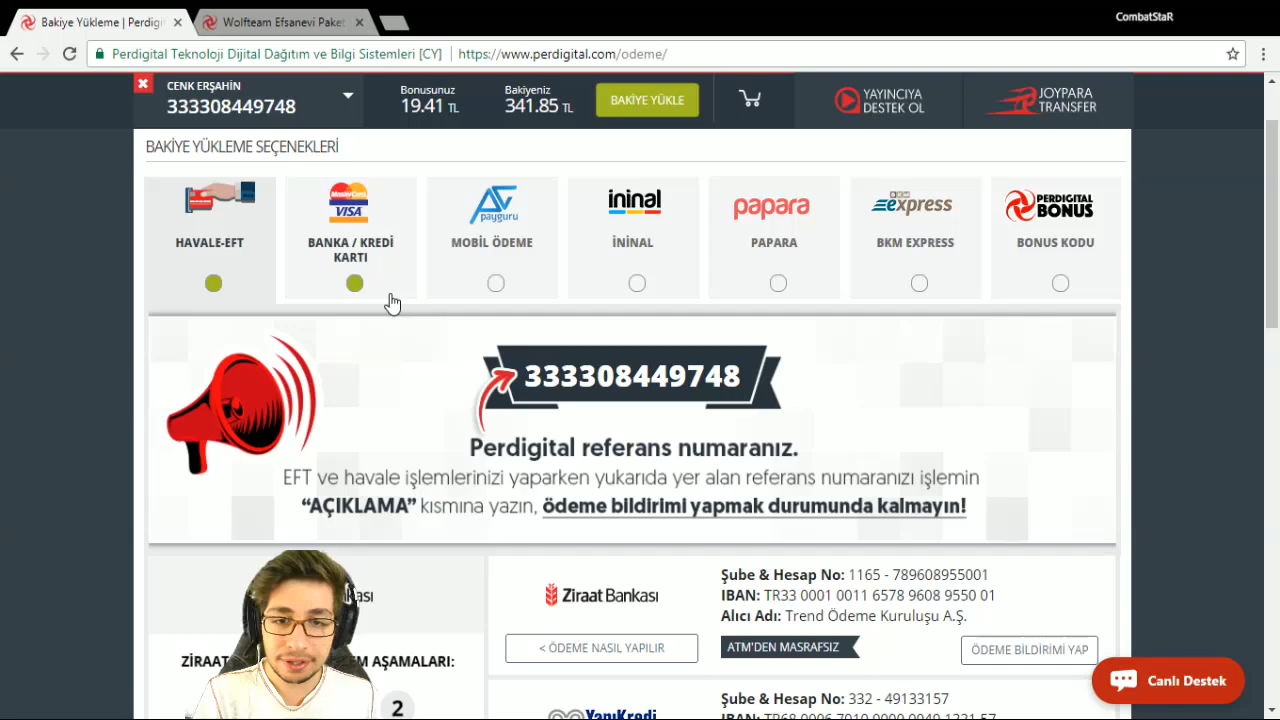 Bakiye Yükleme | Perdigi
Wolfteam Efsanevi Paket
CombatStaR
Perdigital Teknoloji Dijital Dağıtım ve Bilgi Sistemleri [CY]
https://www.perdigital.com/odeme/
CENK ERŞAHİN
333308449748
Bonusunuz
19.41 TL
Bakiyeniz
341.85 TL
BAKİYE YÜKLE
YAYINCIYA
DESTEK OL
JOYPARA
TRANSFER
BAKİYE YÜKLEME SEÇENEKLERİ
HAVALE-EFT
MasterCard
VISA
BANKA / KREDİ
KARTI
payguru
MOBİL ÖDEME
ininal
İNİNAL
papara
PAPARA
BKM
express
BKM EXPRESS
PERDIGITAL
BONUS
BONUS KODU
333308449748
Perdigital referans numaranız.
EFT ve havale işlemlerinizi yaparken yukarıda yer alan referans numaranızı işlemin
“AÇIKLAMA” kısmına yazın, ödeme bildirimi yapmak durumunda kalmayın!
Ziraat Bankası
Şube & Hesap No: 1165 - 789608955001
IBAN: TR33 0001 0011 6578 9608 9550 01
Alıcı Adı: Trend Ödeme Kuruluşu A.Ş.
< ÖDEME NASIL YAPILIR
ATM'DEN MASRAFSIZ
ÖDEME BİLDİRİMİ YAP
AŞAMALARI:
2
Canlı Destek
YapıKredi
Şube & Hesap No: 332 - 49133157